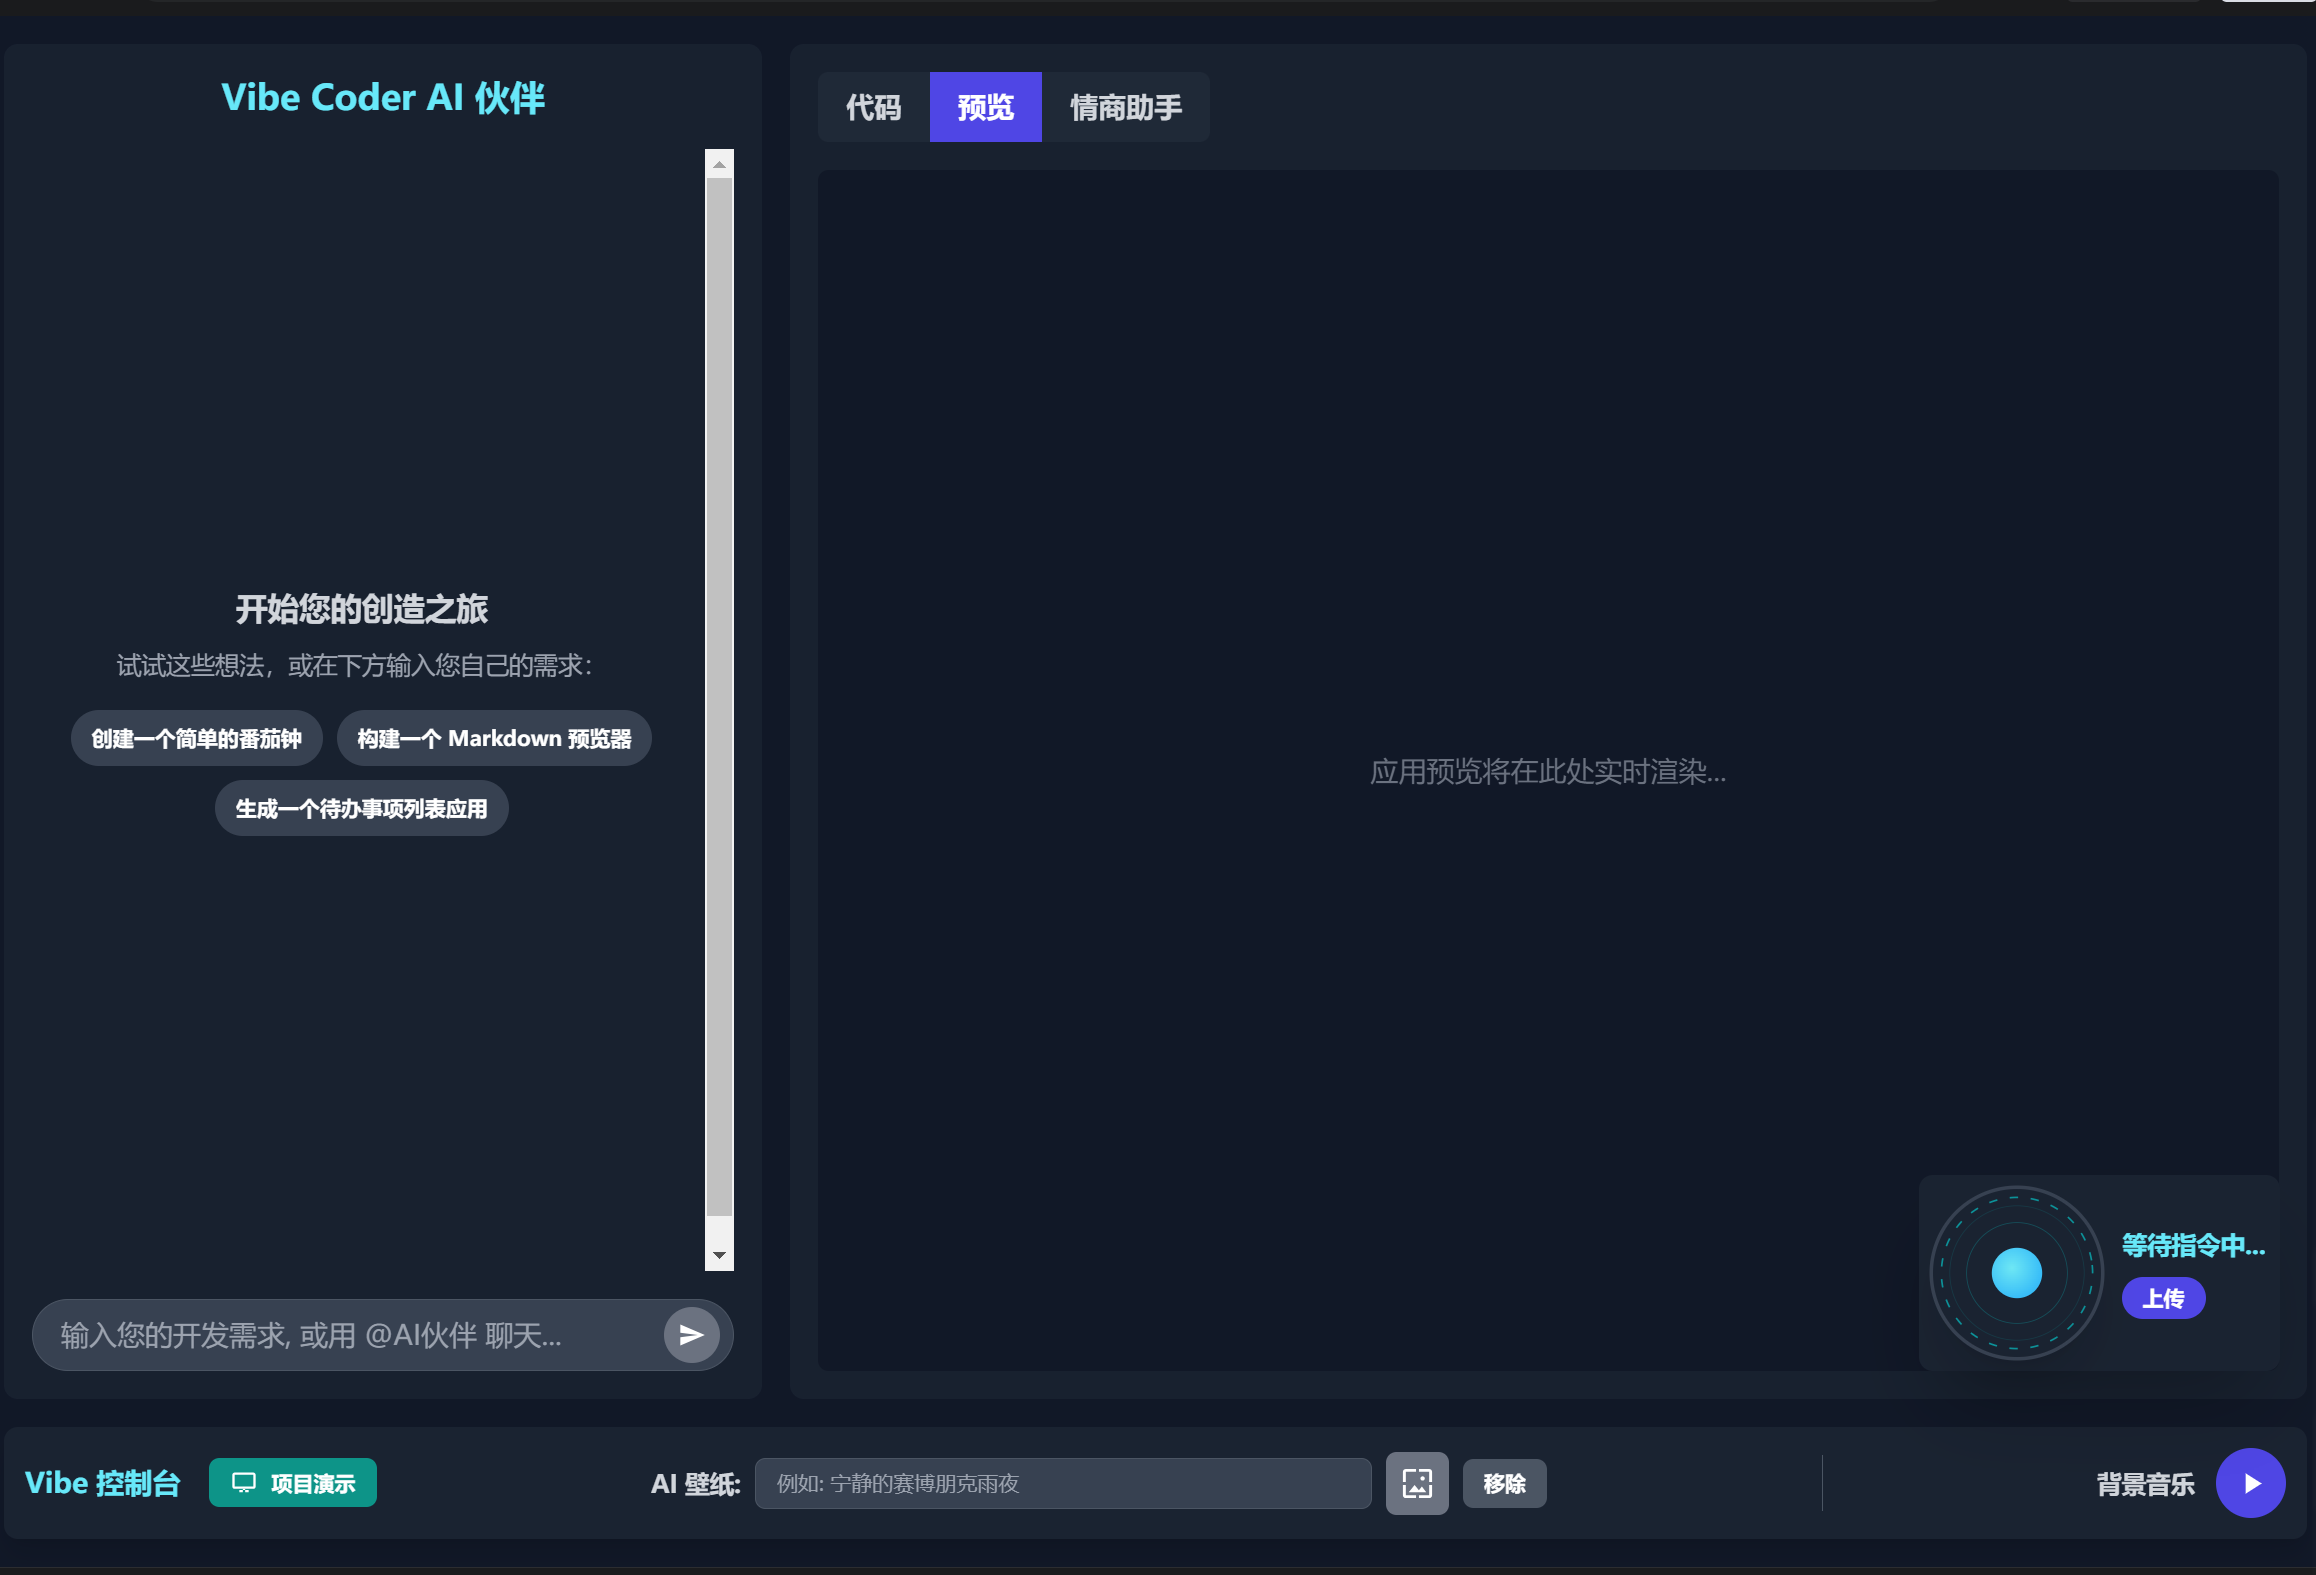 Vibe Coder AI 伙伴
开始您的创造之旅
试试这些想法，或在下方输入您自己的需求：
创建一个简单的番茄钟
构建一个 Markdown 预览器
生成一个待办事项列表应用
输入您的开发需求, 或用 @AI伙伴 聊天...
代码
预览
情商助手
应用预览将在此处实时渲染...
等待指令中...
上传
Vibe 控制台
项目演示
AI 壁纸:
例如: 宁静的赛博朋克雨夜
移除
背景音乐